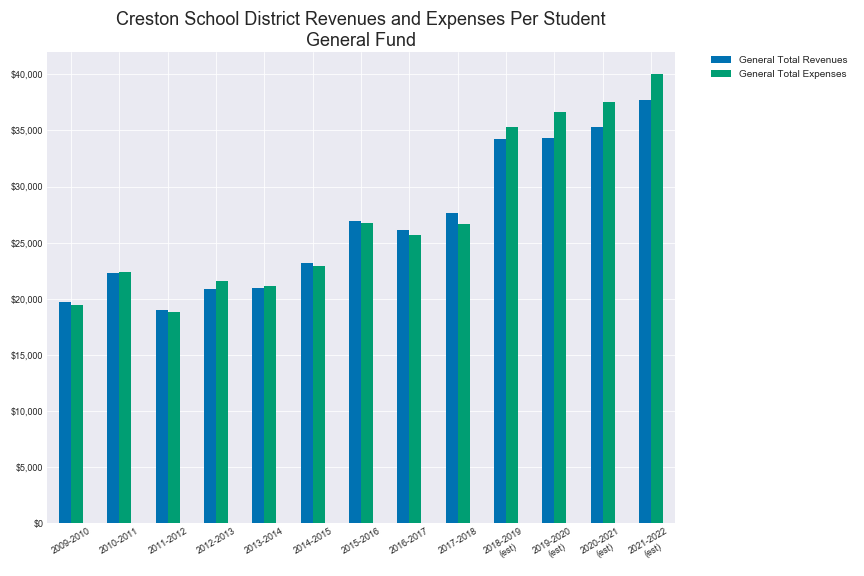 Creston School District Revenues and Expenses Per Student
General Fund
General Total Revenues
General Total Expenses
$40,000
$35,000
$30,000
$25,000
$20,000
$15,000
$10,000
$5,000
$0
2009-2010
2010-2011
2011-2012
2012-2013
2013-2014
2014-2015
2015-2016
2016-2017
2017-2018
2018-2019
(est)
2019-2020
(est)
2020-2021
(est)
2021-2022
(est)